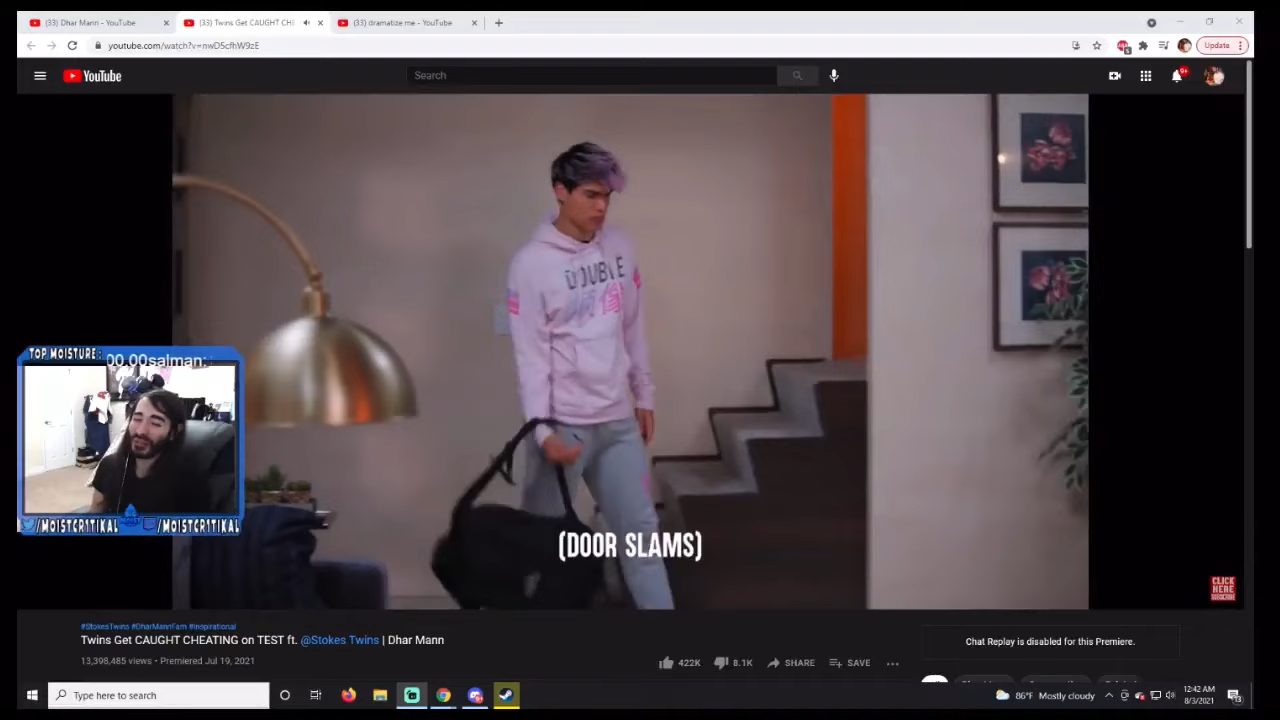 (33) Dhar Mann - YouTube
(33) Twins Get CAUGHT CHE
(33) dramatize me - YouTube
youtube.com/watch?v=nwD5cfhW9zE
Update
YouTube
Search
9+
DOUBLE
TOP MOISTURE:
00.00salman:
/MOISTCR1TIKAL
/MOISTCR1TIKAL
(DOOR SLAMS)
CLICK
HERE
SUBSCRIBE
#StokesTwins #DharMannFam #Inspirational
Twins Get CAUGHT CHEATING on TEST ft. @Stokes Twins | Dhar Mann
13,398,485 views • Premiered Jul 19, 2021
422K
8.1K
SHARE
SAVE
Chat Replay is disabled for this Premiere.
Type here to search
86°F Mostly cloudy
12:42 AM
8/3/2021